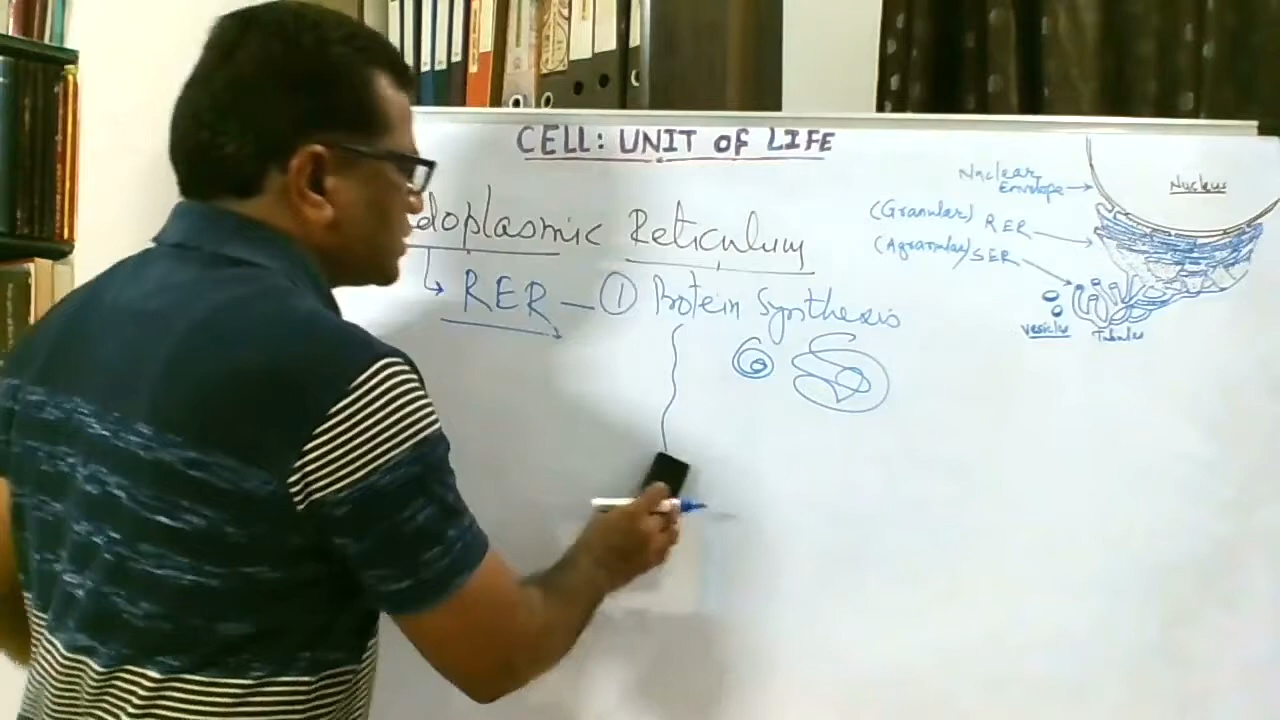 CELL: UNIT OF LIFE
doplasmic Reticulum
RER — ① Protein Synthesis
Nuclear Envelope
Nucleus
(Granular) RER
(Agranular) SER
vesicles
Tubules